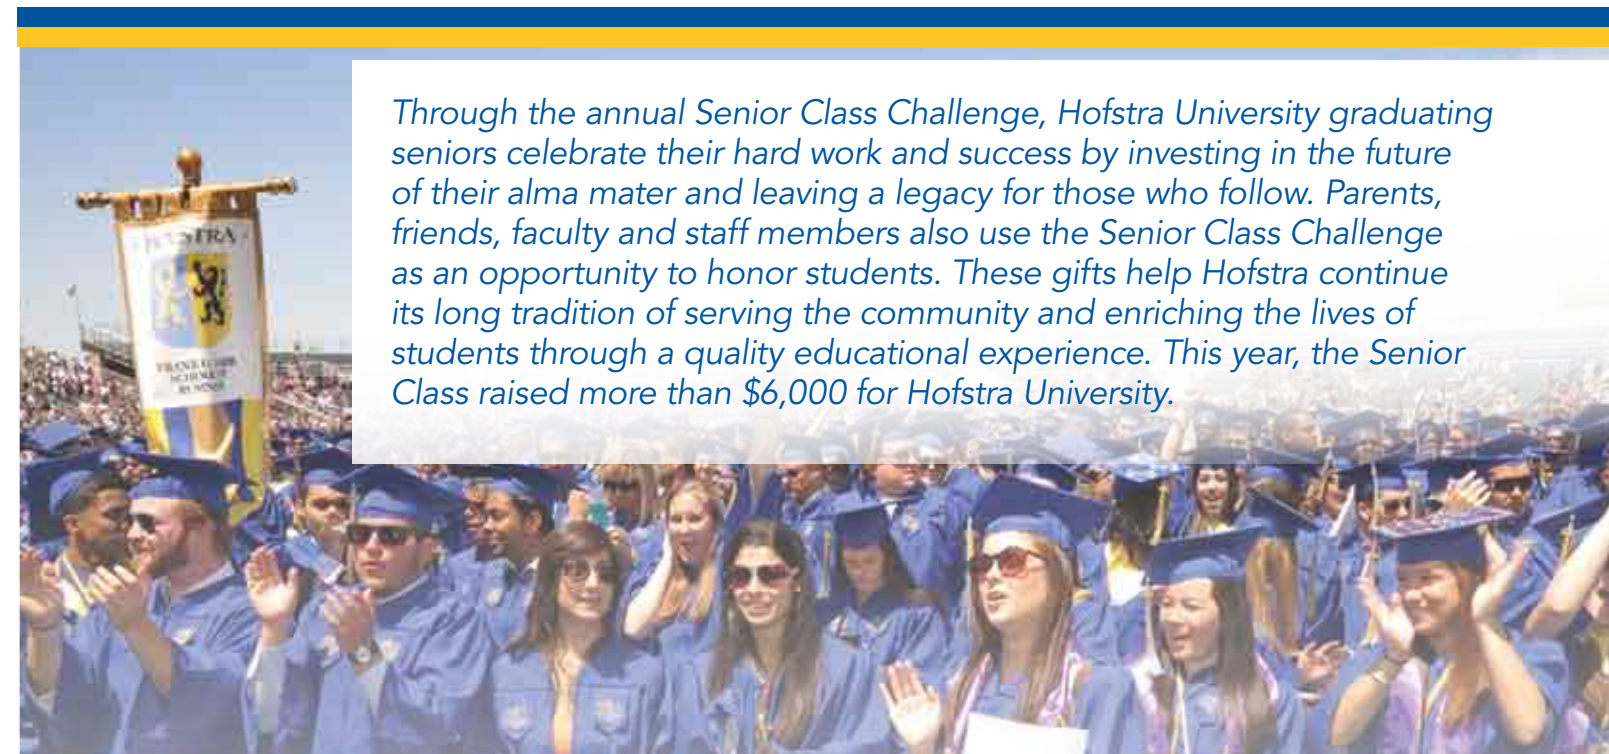 Through the annual Senior Class Challenge, Hofstra University graduating
seniors celebrate their hard work and success by investing in the future
of their alma mater and leaving a legacy for those who follow. Parents,
friends, faculty and staff members also use the Senior Class Challenge
as an opportunity to honor students. These gifts help Hofstra continue
its long tradition of serving the community and enriching the lives of
students through a quality educational experience. This year, the Senior
Class raised more than $6,000 for Hofstra University.
HOFSTRA